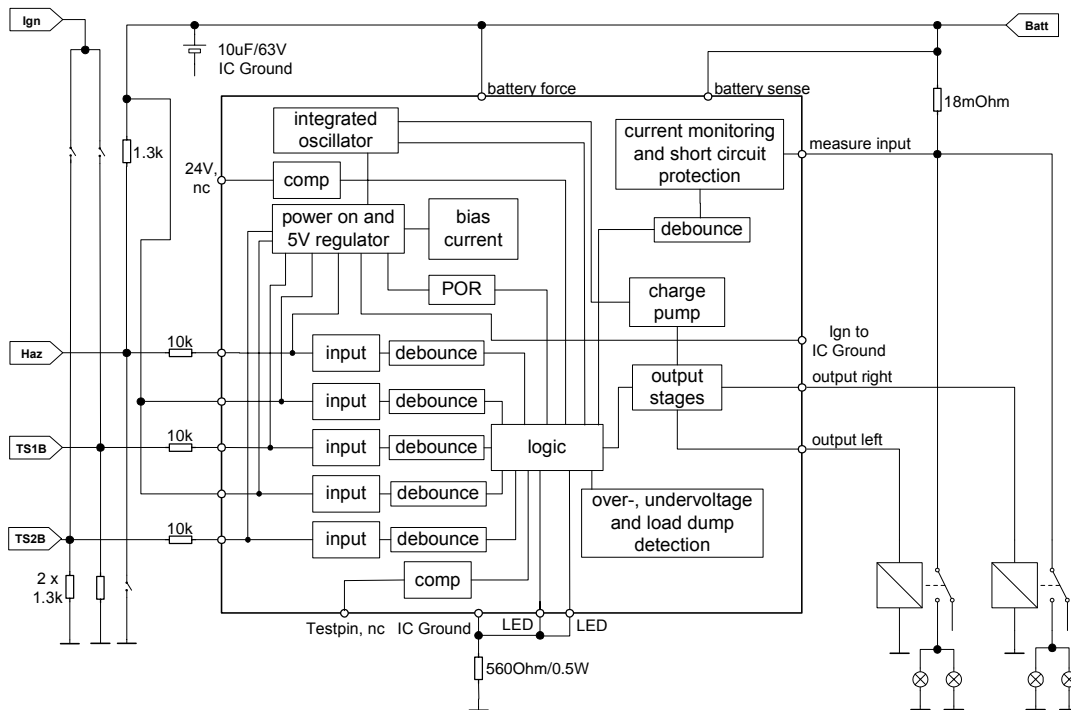 Ign
Batt
10uF/63V
IC Ground
battery force
battery sense
18mOhm
integrated
oscillator
current monitoring
and short circuit
protection
measure input
1.3k
24V,
nc
comp
power on and
5V regulator
bias
current
debounce
POR
charge
pump
Ign to
IC Ground
Haz
10k
input
debounce
output
stages
output right
input
debounce
TS1B
10k
input
debounce
logic
output left
input
debounce
over-, undervoltage
and load dump
detection
TS2B
10k
input
debounce
2 x
1.3k
comp
Testpin, nc
IC Ground
LED
LED
560Ohm/0.5W